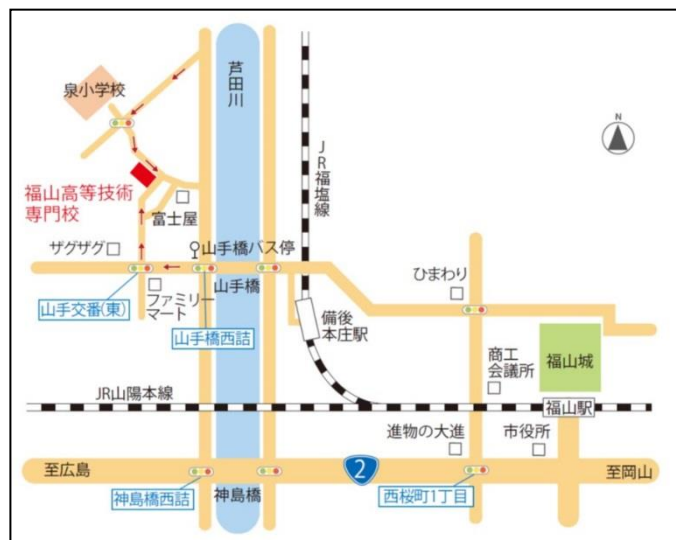 泉小学校
芦田川
N
JR福塩線
福山高等技術
専門校
富士屋
ザグザグ
山手橋バス停
ひまわり
山手橋
山手交番(東)
ファミリー
マート
山手橋西詰
備後
本庄駅
商工
会議所
福山城
JR山陽本線
福山駅
進物の大進
市役所
至広島
2
至岡山
神島橋西詰
神島橋
西桜町1丁目